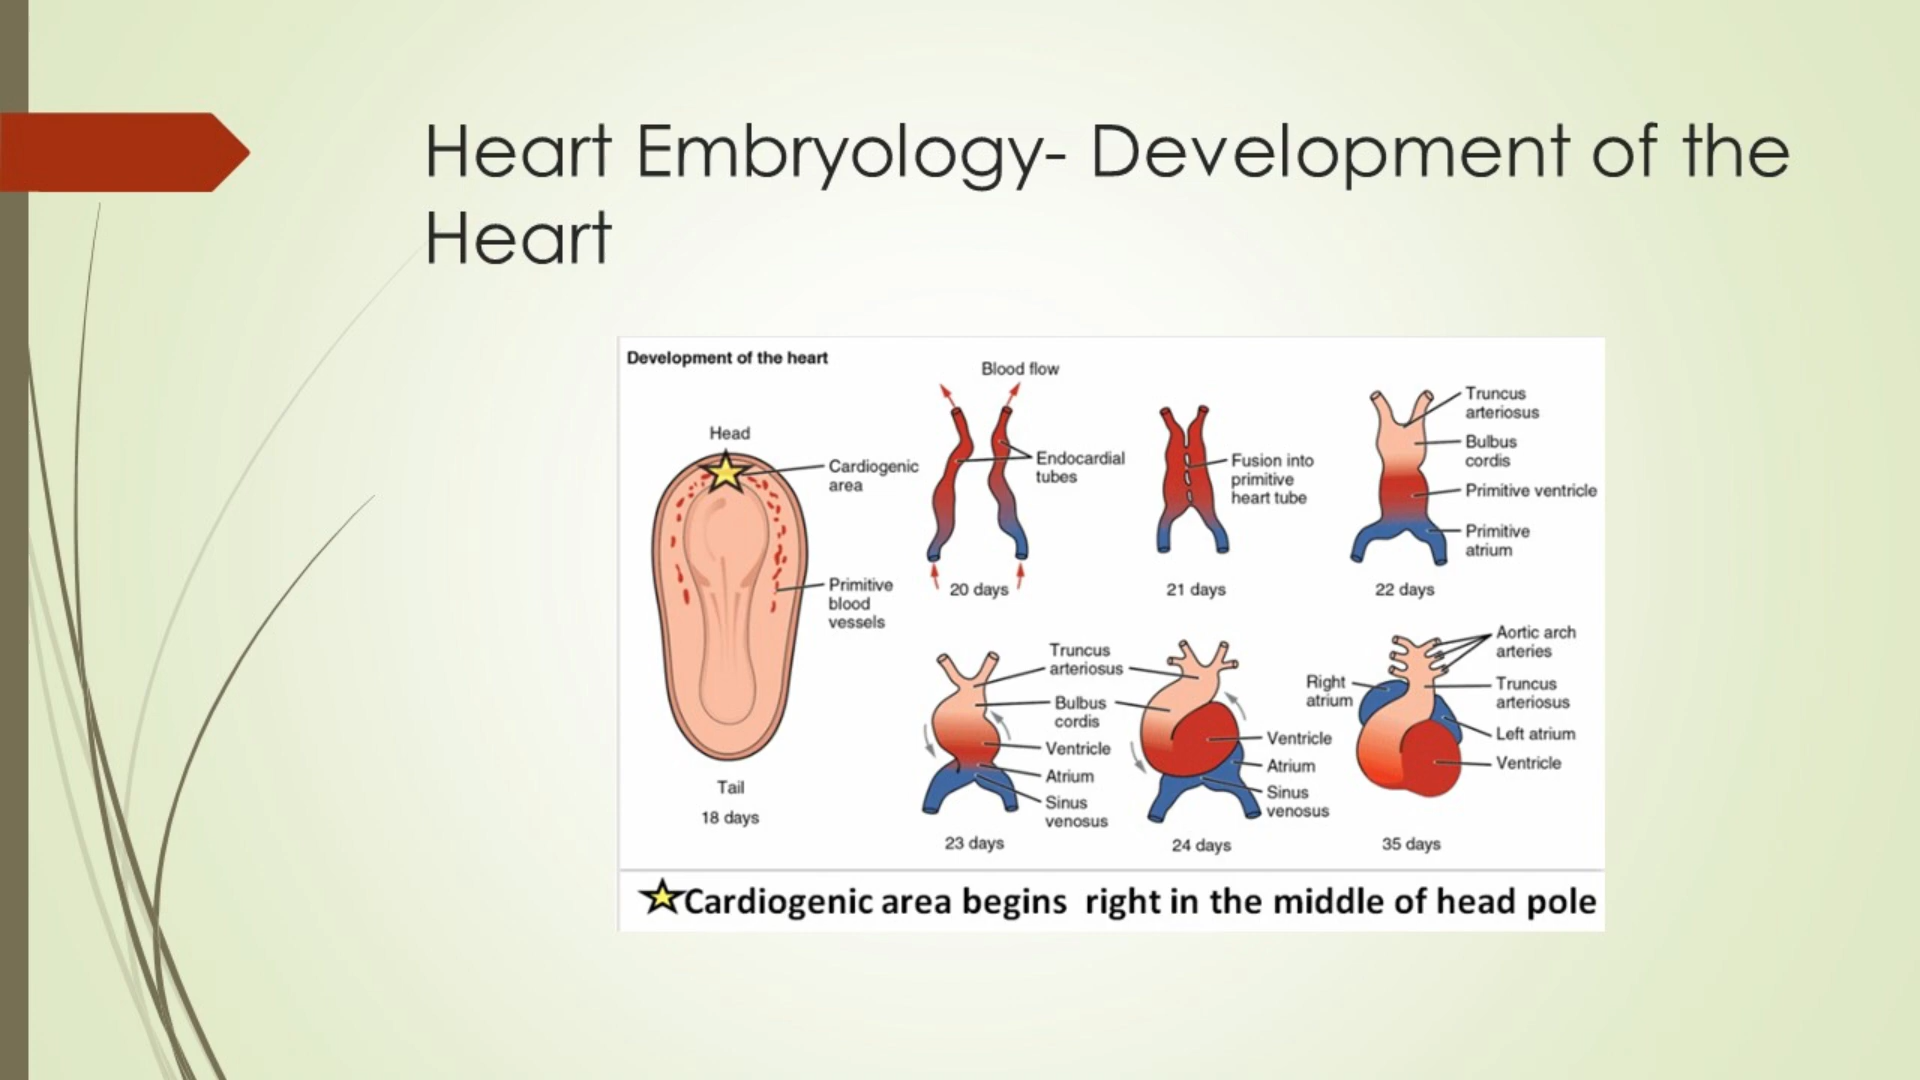 Heart Embryology- Development of the
Heart
Development of the heart
Head
Cardiogenic
area
Primitive
blood
vessels
Tail
18 days
Blood flow
Endocardial
tubes
20 days
Fusion into
primitive
heart tube
21 days
Truncus
arteriosus
Bulbus
cordis
Primitive ventricle
Primitive
atrium
22 days
Truncus
arteriosus
Bulbus
cordis
Ventricle
Atrium
Sinus
venosus
23 days
Ventricle
Atrium
Sinus
venosus
24 days
Right
atrium
Aortic arch
arteries
Truncus
arteriosus
Left atrium
Ventricle
35 days
Cardiogenic area begins right in the middle of head pole